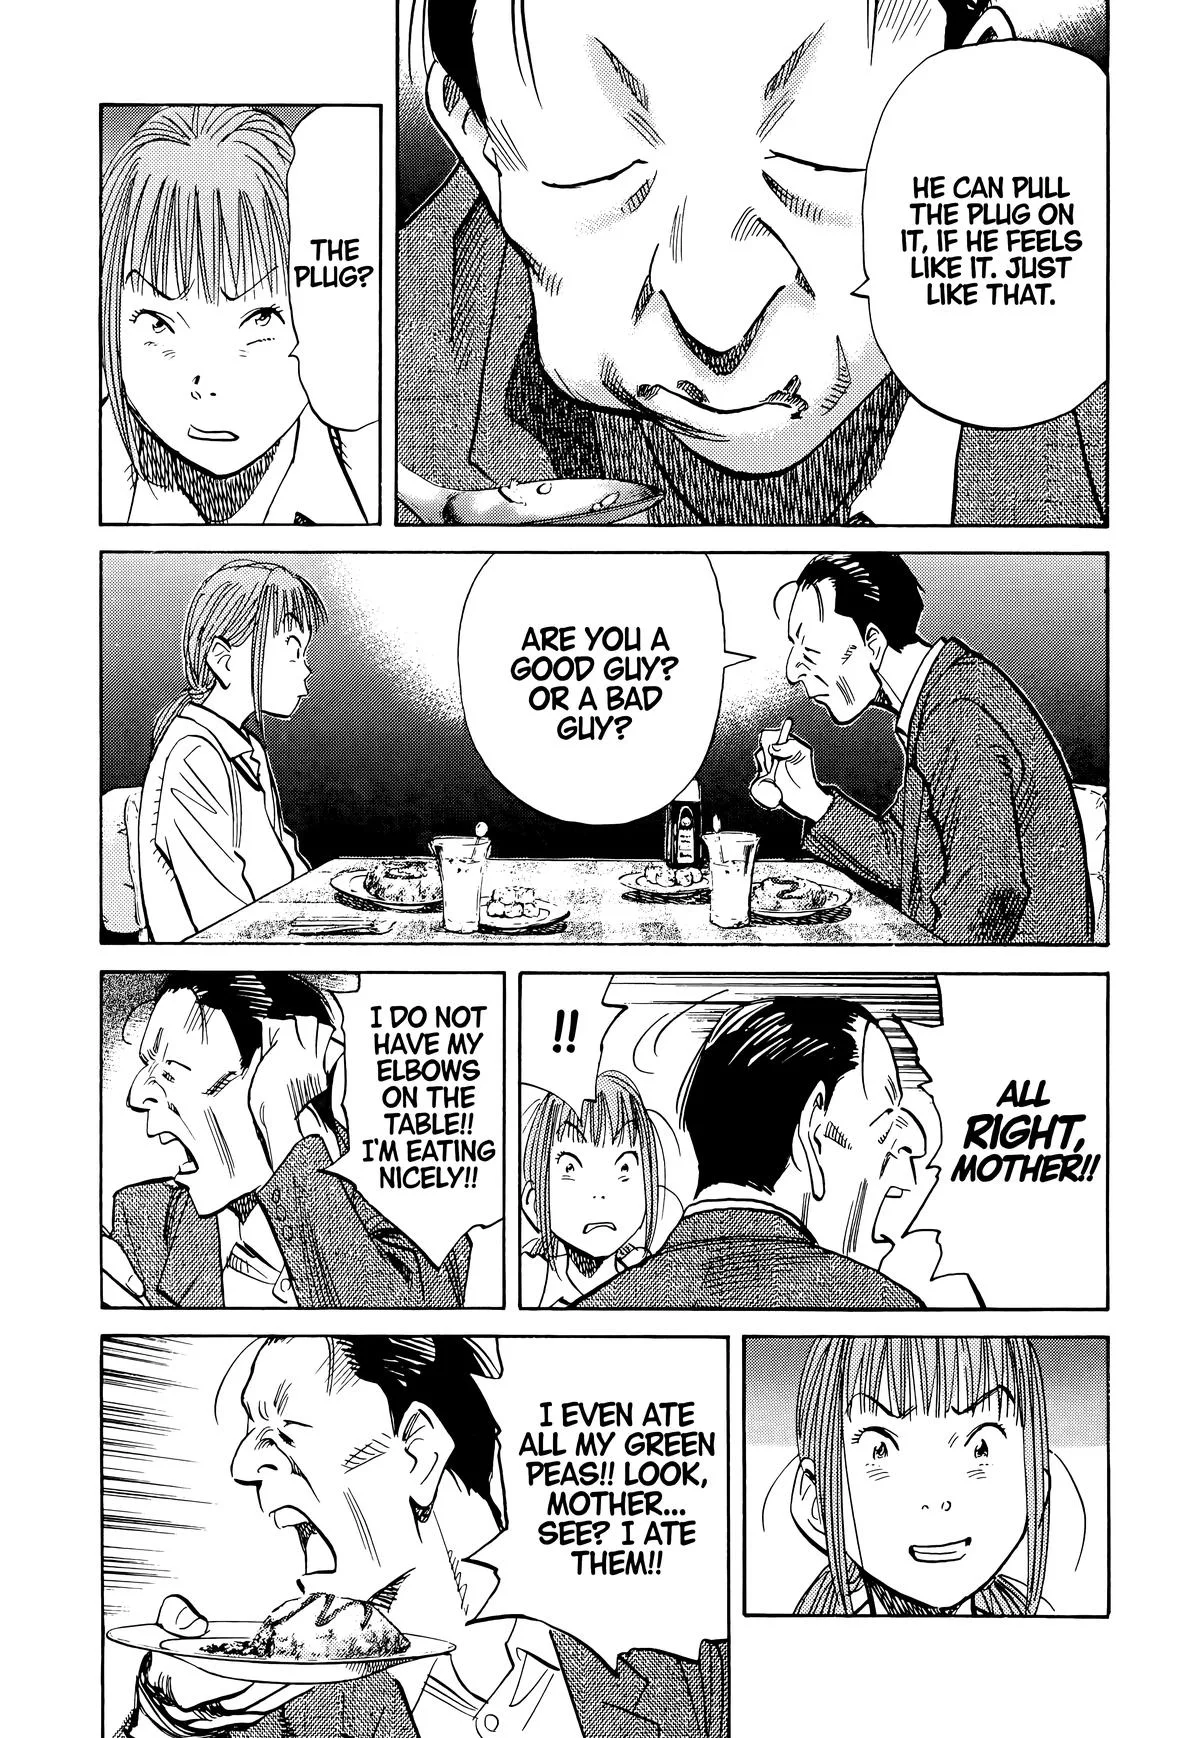 HE CAN PULL
THE PLUG ON
IT, IF HE FEELS
LIKE IT. JUST
LIKE THAT.
THE
PLUG?
ARE YOU A
GOOD GUY?
OR A BAD
GUY?
ALL
RIGHT,
MOTHER!!
!!
I DO NOT
HAVE MY
ELBOWS
ON THE
TABLE!!
I'M EATING
NICELY!!
I EVEN ATE
ALL MY GREEN
PEAS!! LOOK,
MOTHER...
SEE? I ATE
THEM!!